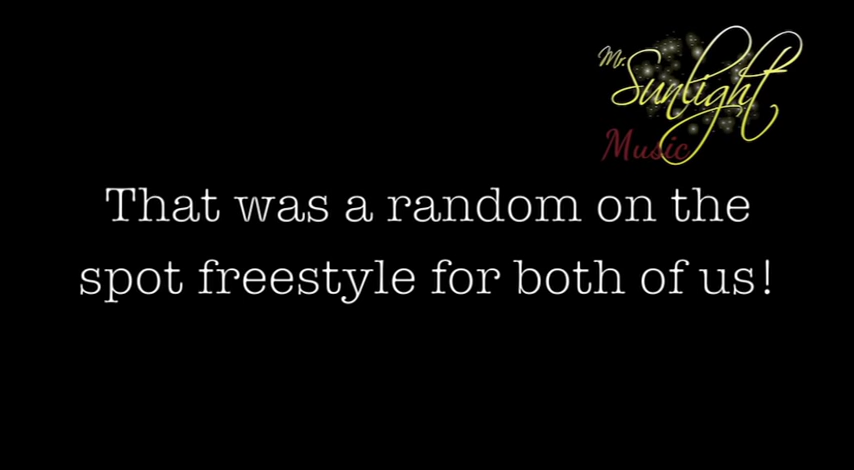 Mr.
Sunlight
Music
That was a random on the
spot freestyle for both of us!